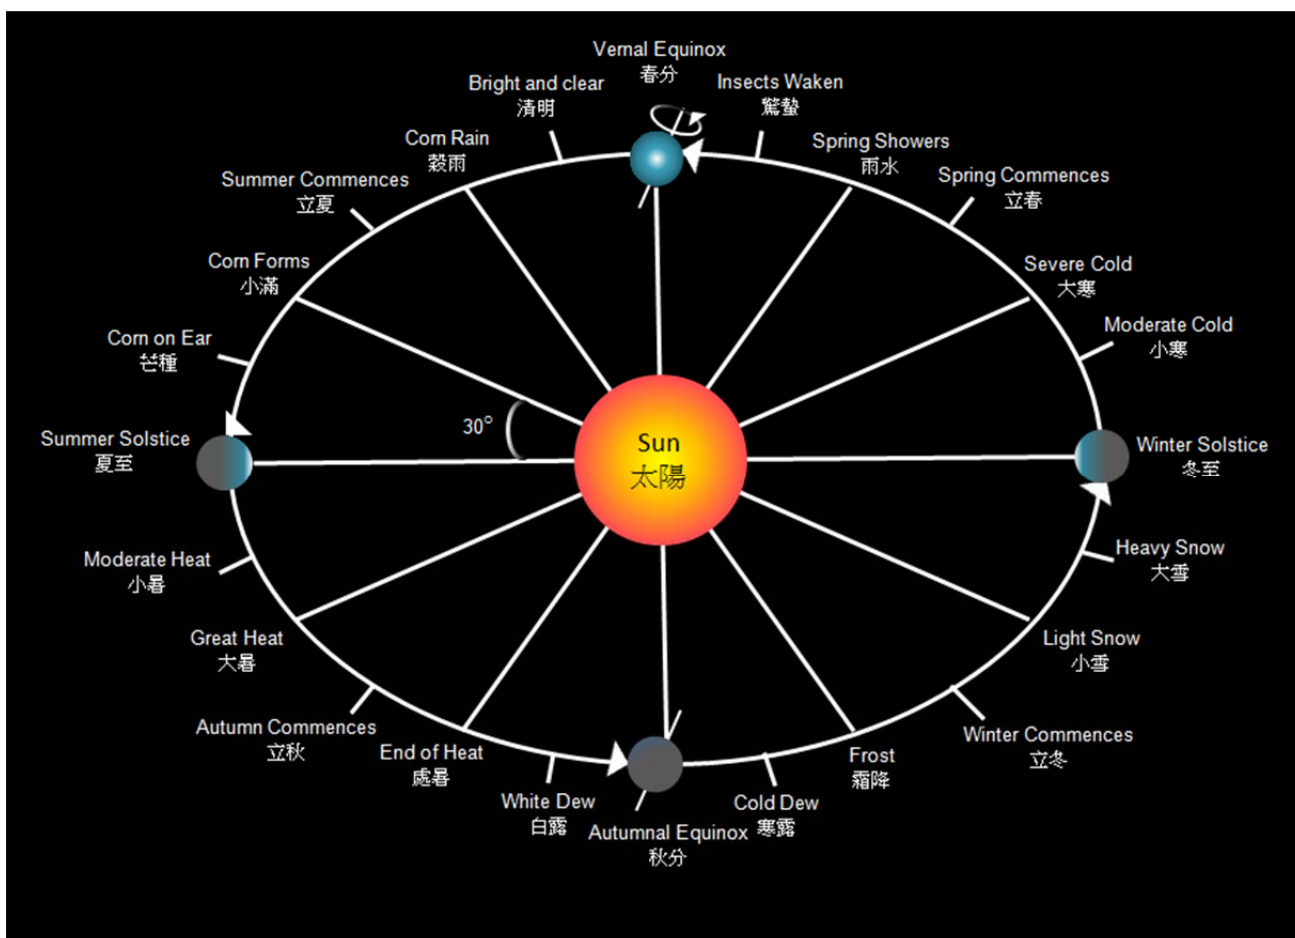 Vernal Equinox
春分
Bright and clear
清明
Insects Waken
驚蟄
Corn Rain
穀雨
Spring Showers
雨水
Summer Commences
立夏
Spring Commences
立春
Corn Forms
小滿
Severe Cold
大寒
Corn on Ear
芒種
Moderate Cold
小寒
30°
Sun
太陽
Summer Solstice
夏至
Winter Solstice
冬至
Moderate Heat
小暑
Heavy Snow
大雪
Great Heat
大暑
Light Snow
小雪
Autumn Commences
立秋
Winter Commences
立冬
End of Heat
處暑
Frost
霜降
White Dew
白露
Cold Dew
寒露
Autumnal Equinox
秋分